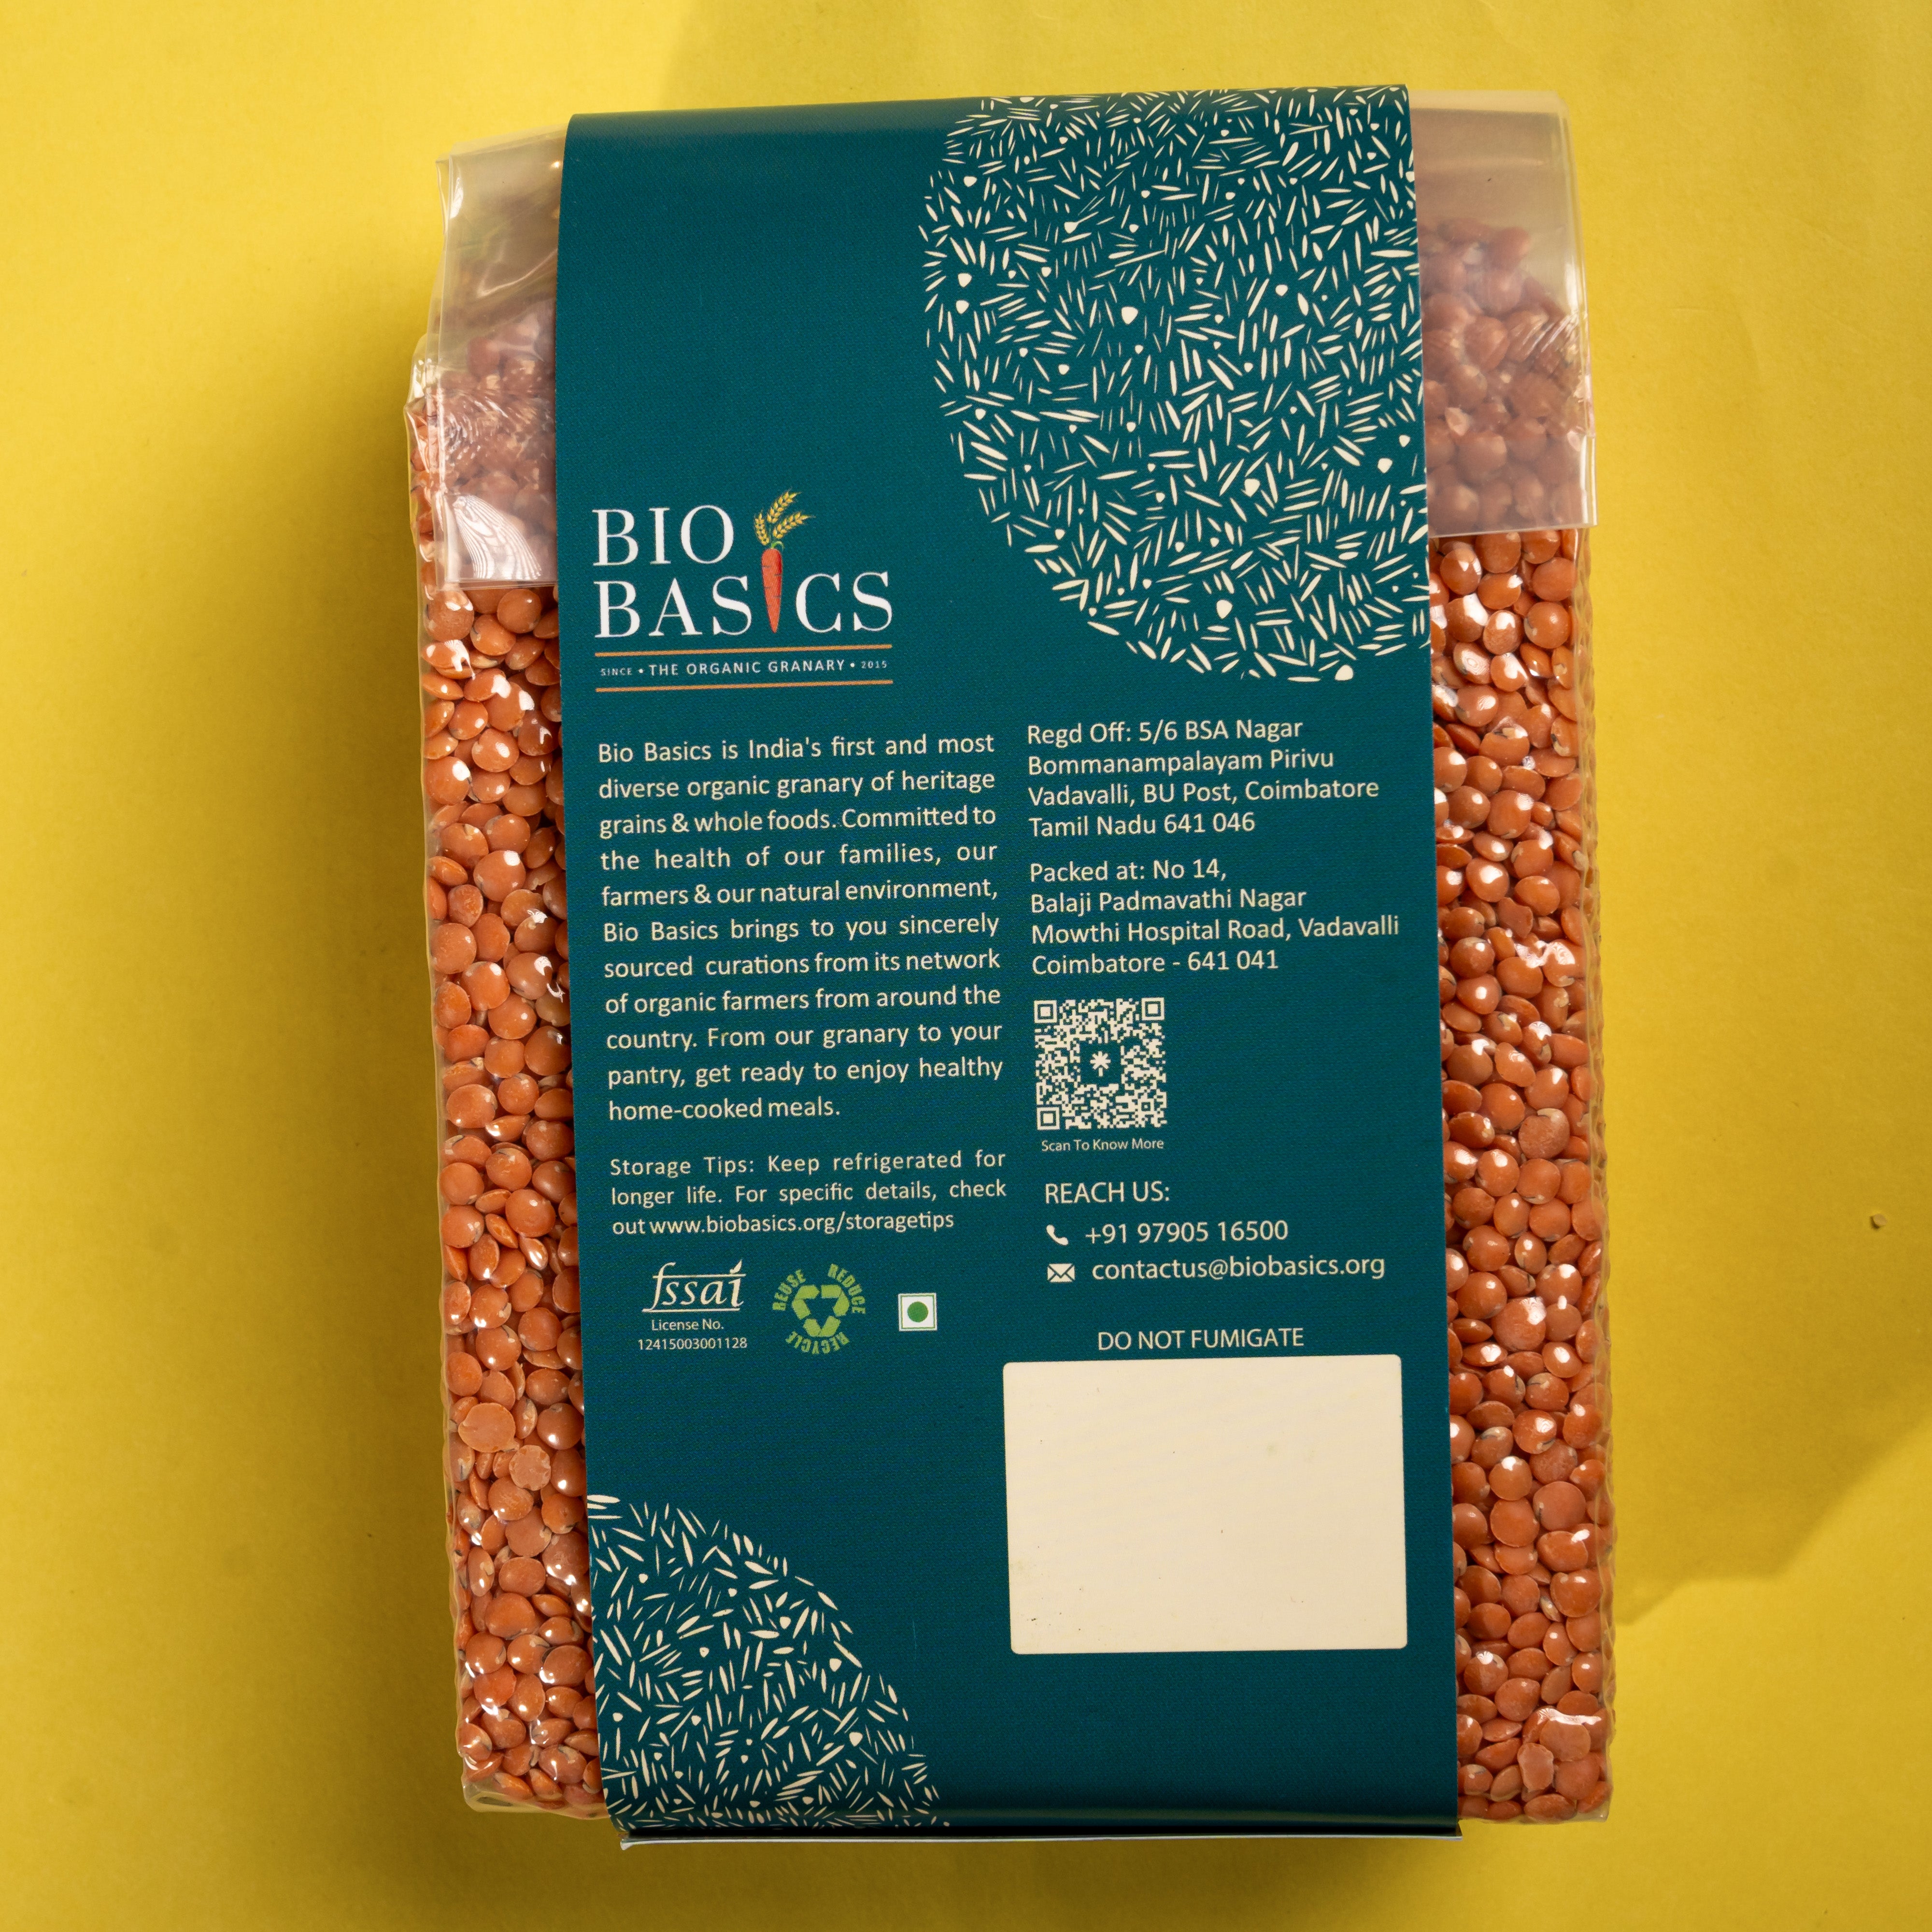 BIO
BASICS
SINCE • THE ORGANIC GRANARY • 2015
Bio Basics is India's first and most
diverse organic granary of heritage
grains & whole foods. Committed to
the health of our families, our
farmers & our natural environment,
Bio Basics brings to you sincerely
sourced curations from its network
of organic farmers from around the
country. From our granary to your
pantry, get ready to enjoy healthy
home-cooked meals.
Storage Tips: Keep refrigerated for
longer life. For specific details, check
out www.biobasics.org/storagetips
fssai
License No.
12415003001128
REUSE REDUCE RECYCLE
Regd Off: 5/6 BSA Nagar
Bommanampalayam Pirivu
Vadavalli, BU Post, Coimbatore
Tamil Nadu 641 046
Packed at: No 14,
Balaji Padmavathi Nagar
Mowthi Hospital Road, Vadavalli
Coimbatore - 641 041
Scan To Know More
REACH US:
+91 97905 16500
contactus@biobasics.org
DO NOT FUMIGATE